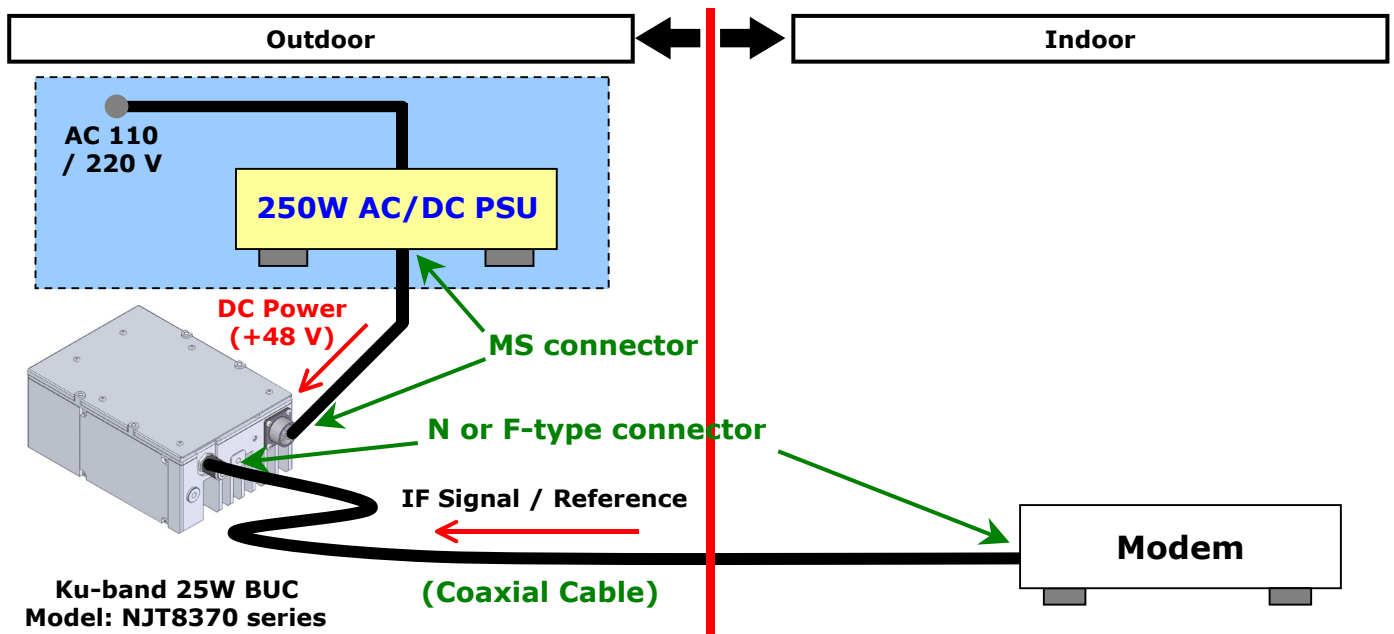 Outdoor
Indoor
AC 110
/ 220 V
250W AC/DC PSU
DC Power
(+48 V)
MS connector
N or F-type connector
IF Signal / Reference
Modem
(Coaxial Cable)
Ku-band 25W BUC
Model: NJT8370 series